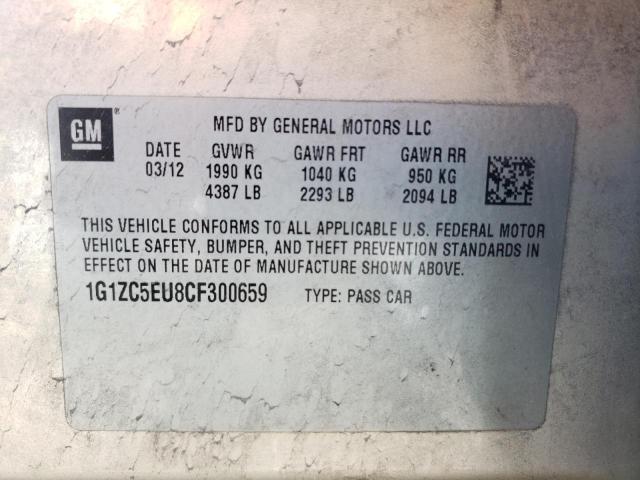 GM®
MFD BY GENERAL MOTORS LLC
DATE GVWR GAWR FRT GAWR RR
03/12 1990 KG 1040 KG 950 KG
4387 LB 2293 LB 2094 LB
THIS VEHICLE CONFORMS TO ALL APPLICABLE U.S. FEDERAL MOTOR
VEHICLE SAFETY, BUMPER, AND THEFT PREVENTION STANDARDS IN
EFFECT ON THE DATE OF MANUFACTURE SHOWN ABOVE.
1G1ZC5EU8CF300659 TYPE: PASS CAR